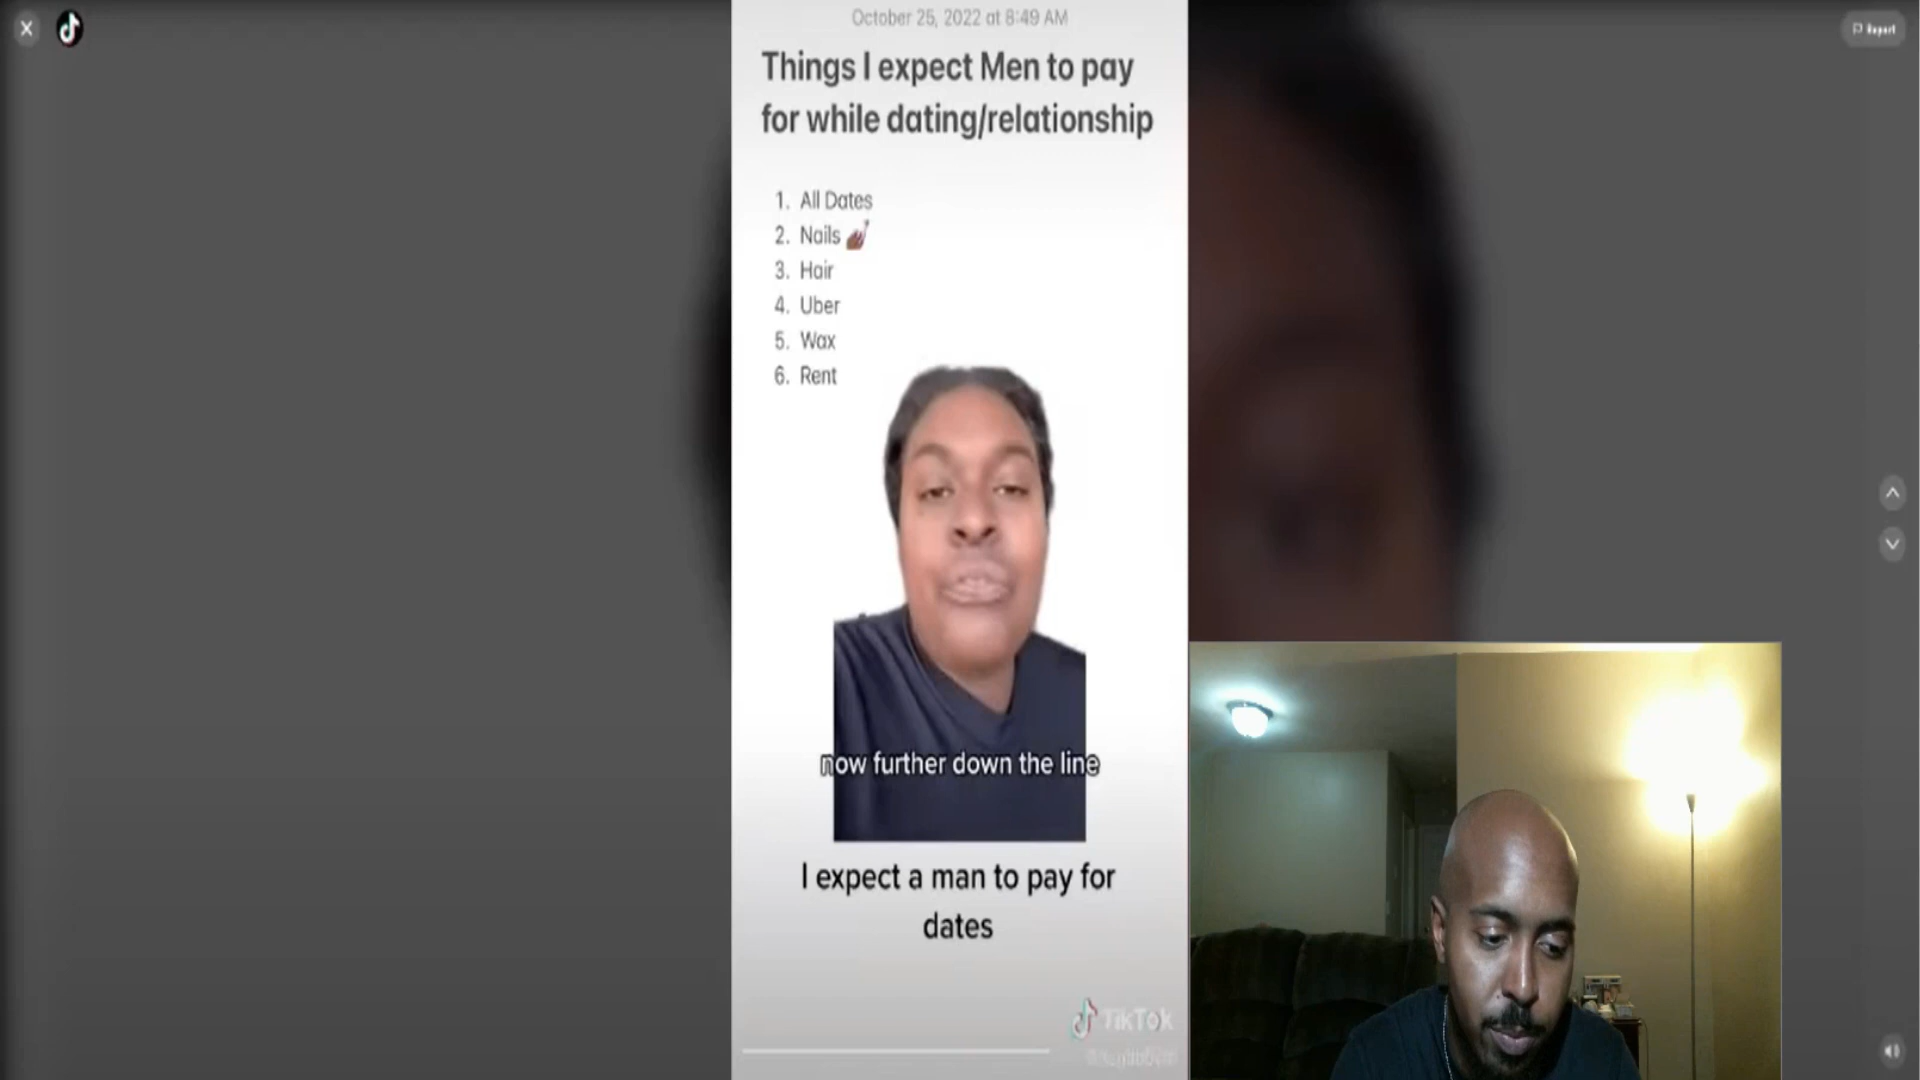 October 25, 2022 at 8:49 AM
Report
Things I expect Men to pay
for while dating/relationship
1. All Dates
2. Nails 💅🏾
3. Hair
4. Uber
5. Wax
6. Rent
now further down the line
I expect a man to pay for
dates
TikTok